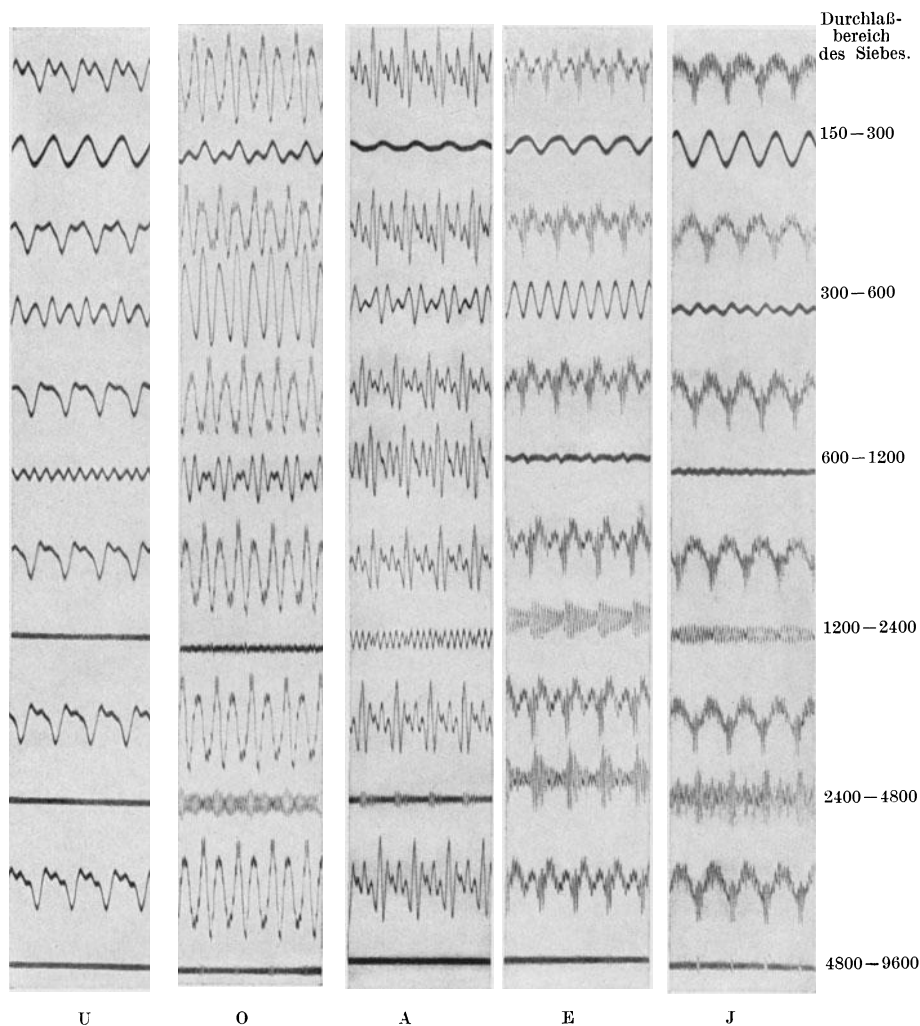 Durchlaß-
bereich
des Siebes.
150—300
300—600
600—1200
1200—2400
2400—4800
4800—9600
U O A E J